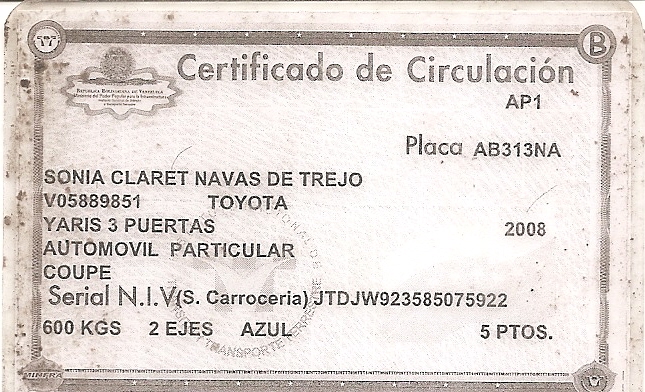 B
Certificado de Circulación
REPÚBLICA BOLIVARIANA DE VENEZUELA
Ministerio del Poder Popular para la Infraestructura
AP1
Placa AB313NA
SONIA CLARET NAVAS DE TREJO
V05889851 TOYOTA
YARIS 3 PUERTAS 2008
AUTOMOVIL PARTICULAR
COUPE
Serial N.I.V(S. Carroceria) JTDJW923585075922
600 KGS 2 EJES AZUL 5 PTOS.
TRANSPORTE TERRESTRE
MINFRA